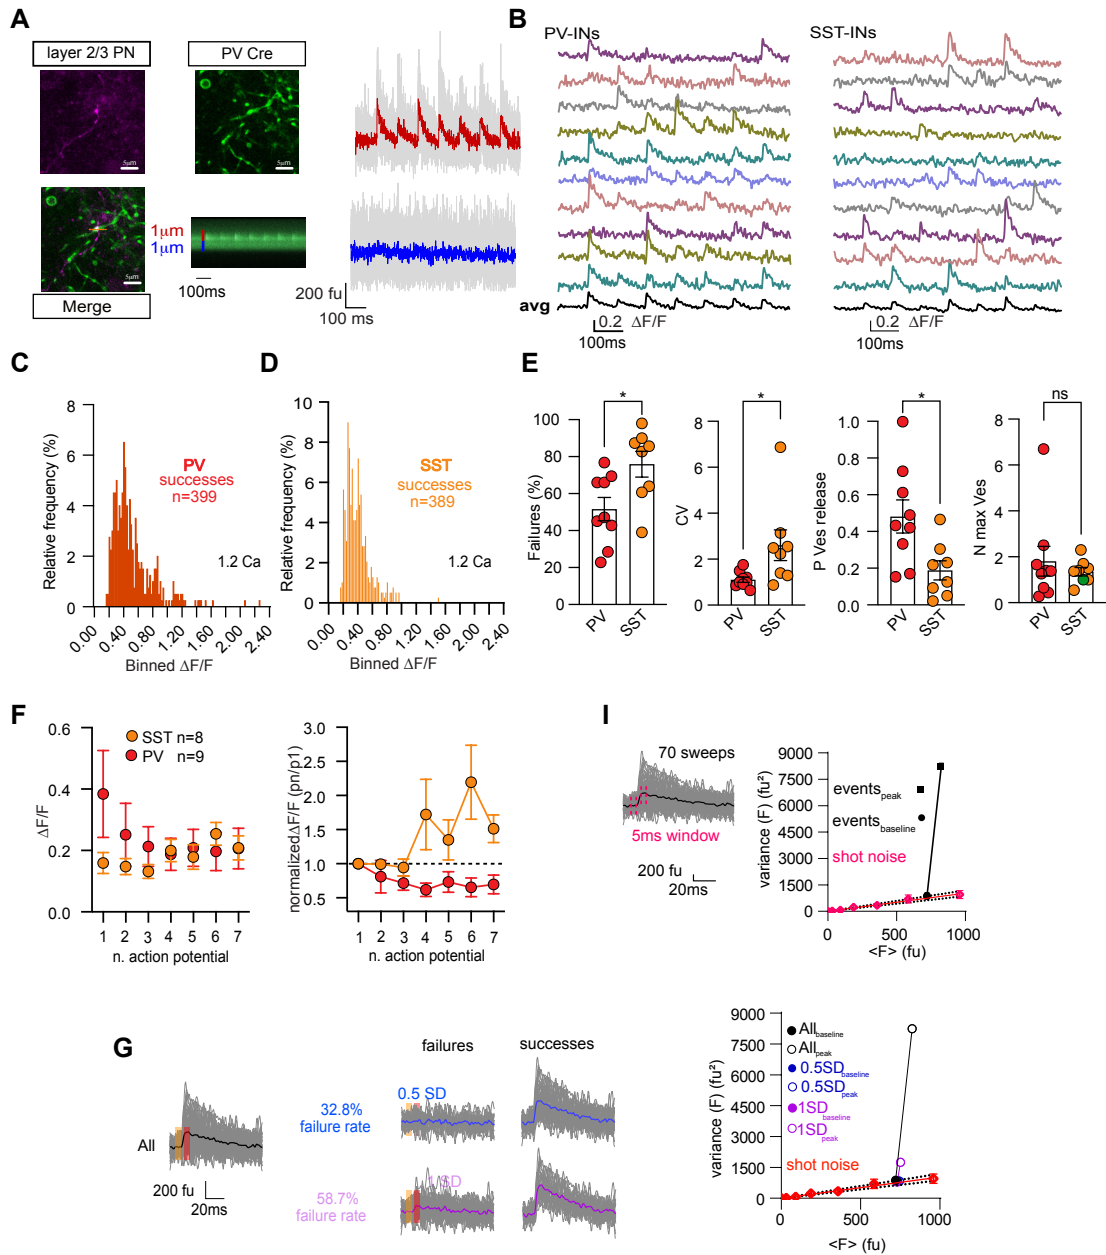 A
layer 2/3 PN
PV Cre
5µm
5µm
5µm
1µm
1µm
Merge
100ms
200 fu
100 ms
B
PV-INs
SST-INs
avg
0.2 ΔF/F
100ms
0.2 ΔF/F
100ms
C
Relative frequency (%)
8
6
4
2
0
PV
successes
n=399
1.2 Ca
0.00
0.40
0.80
1.20
1.60
2.00
2.40
Binned ΔF/F
D
Relative frequency (%)
10
8
6
4
2
0
SST
successes
n=389
1.2 Ca
0.00
0.40
0.80
1.20
1.60
2.00
2.40
Binned ΔF/F
E
Failures (%)
100
80
60
40
20
0
*
PV
SST
CV
8
6
4
2
0
*
PV
SST
P Ves release
1.0
0.8
0.6
0.4
0.2
0.0
*
PV
SST
N max Ves
8
6
4
2
0
ns
PV
SST
F
ΔF/F
0.6
0.4
0.2
0.0
SST n=8
PV n=9
1 2 3 4 5 6 7
n. action potential
normalizedΔF/F (pn/p1)
3.0
2.5
2.0
1.5
1.0
0.5
1 2 3 4 5 6 7
n. action potential
I
70 sweeps
5ms window
200 fu
20ms
variance (F) (fu²)
9000
7500
6000
4500
3000
1500
0
events peak
events baseline
shot noise
0 500 1000
<F> (fu)
G
All
200 fu
20ms
failures
successes
0.5 SD
32.8%
failure rate
SD
58.7%
failure rate
variance (F) (fu²)
9000
7500
6000
4500
3000
1500
0
All baseline
All peak
0.5SD baseline
0.5SD peak
1SD baseline
1SD peak
shot noise
0 500 1000
<F> (fu)